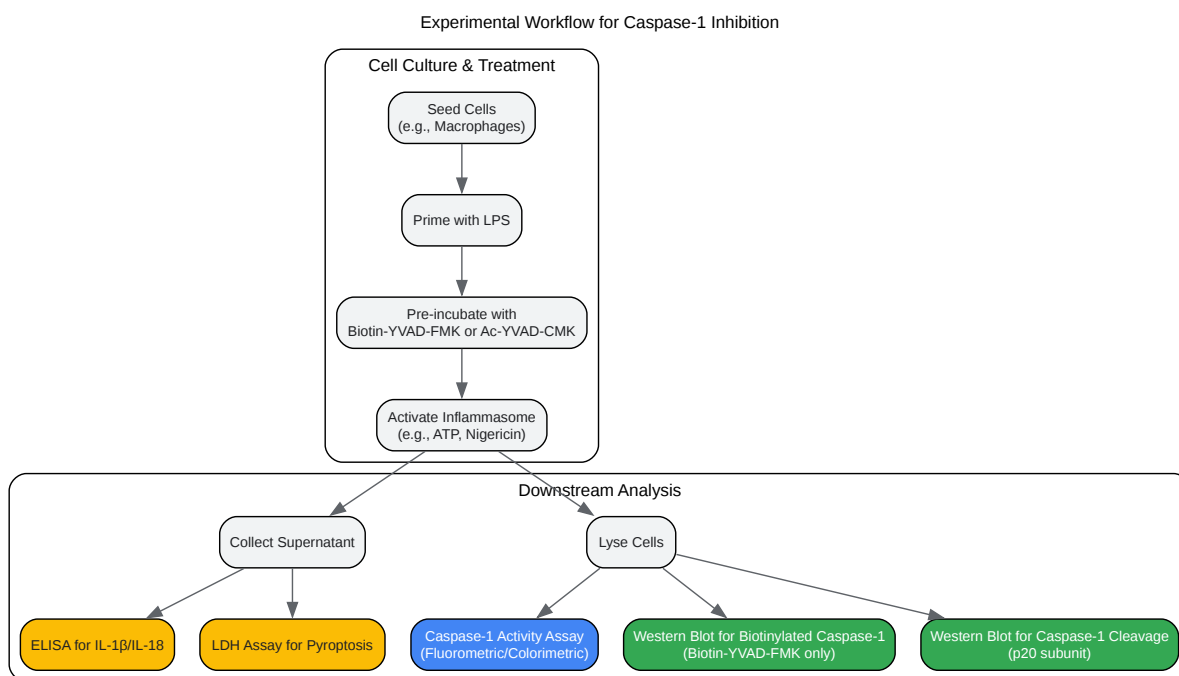 Experimental Workflow for Caspase-1 Inhibition
Cell Culture & Treatment
Seed Cells
(e.g., Macrophages)
Prime with LPS
Pre-incubate with
Biotin-YVAD-FMK or Ac-YVAD-CMK
Activate Inflammasome
(e.g., ATP, Nigericin)
Downstream Analysis
Collect Supernatant
Lyse Cells
ELISA for IL-1β/IL-18
LDH Assay for Pyroptosis
Caspase-1 Activity Assay
(Fluorometric/Colorimetric)
Western Blot for Biotinylated Caspase-1
(Biotin-YVAD-FMK only)
Western Blot for Caspase-1 Cleavage
(p20 subunit)